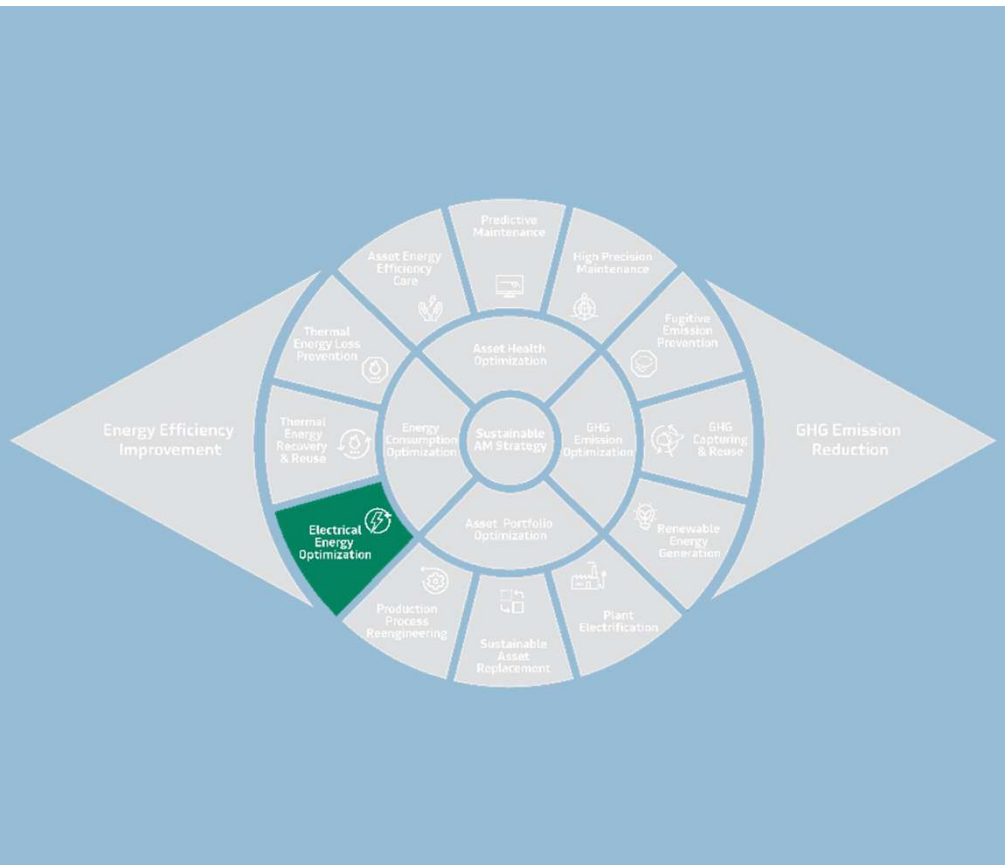 Predictive
Maintenance
Asset Energy
Efficiency
Care
High Precision
Maintenance
Thermal
Energy Loss
Prevention
Fugitive
Emission
Prevention
Asset Health
Optimization
Energy Efficiency
Improvement
Thermal
Energy
Recovery
& Reuse
Energy
Consumption
Optimization
Sustainable
AM Strategy
GHG
Emission
Optimization
GHG
Capturing
& Reuse
GHG Emission
Reduction
Electrical
Energy
Optimization
Asset Portfolio
Optimization
Renewable
Energy
Generation
Production
Process
Reengineering
Sustainable
Asset
Replacement
Plant
Electrification